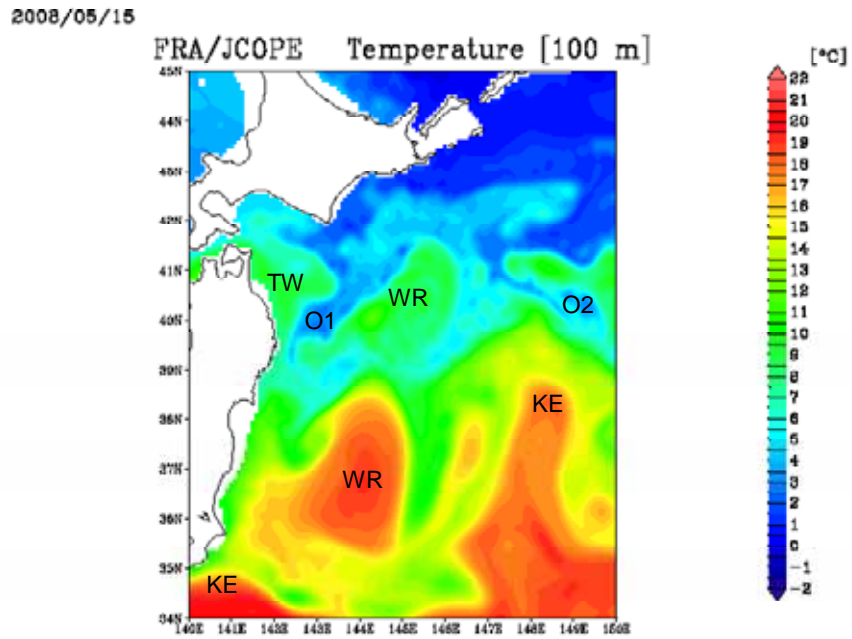 2008/05/15
FRA/JCOPE Temperature [100 m]
[°C]
45N
44N
43N
42N
41N
40N
39N
38N
37N
36N
35N
34N
TW
O1
WR
O2
KE
WR
KE
140E 141E 142E 143E 144E 145E 146E 147E 148E 149E 150E
22
21
20
19
18
17
16
15
14
13
12
11
10
9
8
7
6
5
4
3
2
1
0
-1
-2